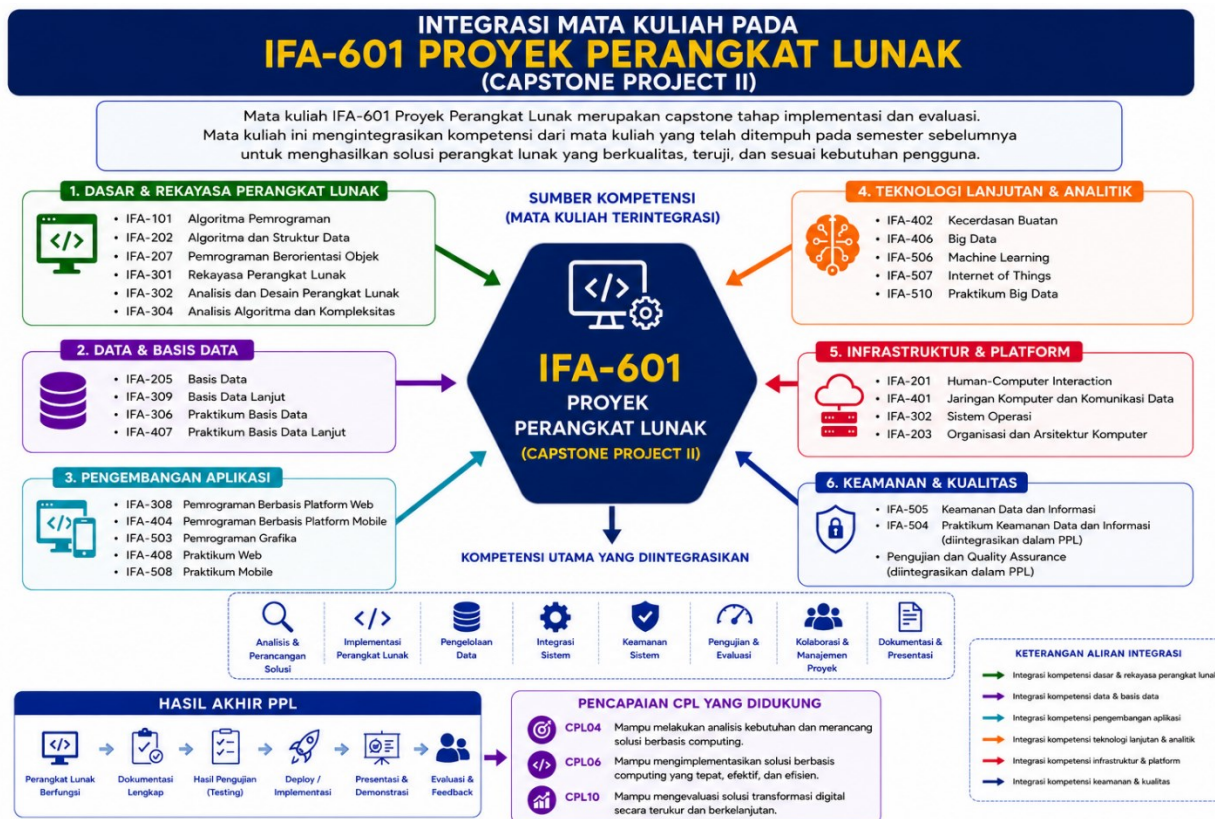 INTEGRASI MATA KULIAH PADA
IFA-601 PROYEK PERANGKAT LUNAK
(CAPSTONE PROJECT II)
Mata kuliah IFA-601 Proyek Perangkat Lunak merupakan capstone tahap implementasi dan evaluasi.
Mata kuliah ini mengintegrasikan kompetensi dari mata kuliah yang telah ditempuh pada semester sebelumnya
untuk menghasilkan solusi perangkat lunak yang berkualitas, teruji, dan sesuai kebutuhan pengguna.
1. DASAR & REKAYASA PERANGKAT LUNAK
</>
• IFA-101 Algoritma Pemrograman
• IFA-202 Algoritma dan Struktur Data
• IFA-207 Pemrograman Berorientasi Objek
• IFA-301 Rekayasa Perangkat Lunak
• IFA-302 Analisis dan Desain Perangkat Lunak
• IFA-304 Analisis Algoritma dan Kompleksitas
2. DATA & BASIS DATA
• IFA-205 Basis Data
• IFA-309 Basis Data Lanjut
• IFA-306 Praktikum Basis Data
• IFA-407 Praktikum Basis Data Lanjut
3. PENGEMBANGAN APLIKASI
</>
• IFA-308 Pemrograman Berbasis Platform Web
• IFA-404 Pemrograman Berbasis Platform Mobile
• IFA-503 Pemrograman Grafika
• IFA-408 Praktikum Web
• IFA-508 Praktikum Mobile
SUMBER KOMPETENSI
(MATA KULIAH TERINTEGRASI)
</>
IFA-601
PROYEK
PERANGKAT LUNAK
(CAPSTONE PROJECT II)
KOMPETENSI UTAMA YANG DIINTEGRASIKAN
4. TEKNOLOGI LANJUTAN & ANALITIK
• IFA-402 Kecerdasan Buatan
• IFA-406 Big Data
• IFA-506 Machine Learning
• IFA-507 Internet of Things
• IFA-510 Praktikum Big Data
5. INFRASTRUKTUR & PLATFORM
• IFA-201 Human-Computer Interaction
• IFA-401 Jaringan Komputer dan Komunikasi Data
• IFA-302 Sistem Operasi
• IFA-203 Organisasi dan Arsitektur Komputer
6. KEAMANAN & KUALITAS
• IFA-505 Keamanan Data dan Informasi
• IFA-504 Praktikum Keamanan Data dan Informasi
(diintegrasikan dalam PPL)
• Pengujian dan Quality Assurance
(diintegrasikan dalam PPL)
</>
Analisis &
Perancangan
Solusi
Implementasi
Perangkat Lunak
Pengelolaan
Data
Integrasi
Sistem
Keamanan
Sistem
Pengujian &
Evaluasi
Kolaborasi &
Manajemen
Proyek
Dokumentasi &
Presentasi
HASIL AKHIR PPL
</>
Perangkat Lunak
Berfungsi
Dokumentasi
Lengkap
Hasil Pengujian
(Testing)
Deploy /
Implementasi
Presentasi &
Demonstrasi
Evaluasi &
Feedback
PENCAPAIAN CPL YANG DIDUKUNG
CPL04 Mampu melakukan analisis kebutuhan dan merancang
solusi berbasis computing.
</>
CPL06 Mampu mengimplementasikan solusi berbasis
computing yang tepat, efektif, dan efisien.
CPL10 Mampu mengevaluasi solusi transformasi digital
secara terukur dan berkelanjutan.
KETERANGAN ALIRAN INTEGRASI
Integrasi kompetensi dasar & rekayasa perangkat lunak
Integrasi kompetensi data & basis data
Integrasi kompetensi pengembangan aplikasi
Integrasi kompetensi teknologi lanjutan & analitik
Integrasi kompetensi infrastruktur & platform
Integrasi kompetensi keamanan & kualitas